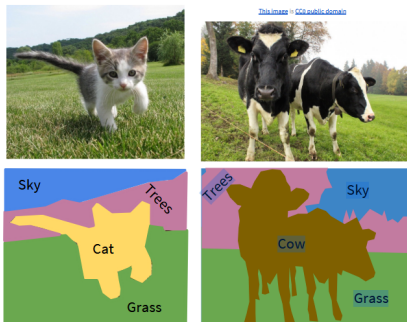 This image is CC0 public domain
Sky
Trees
Cat
Grass
Trees
Sky
Cow
Grass